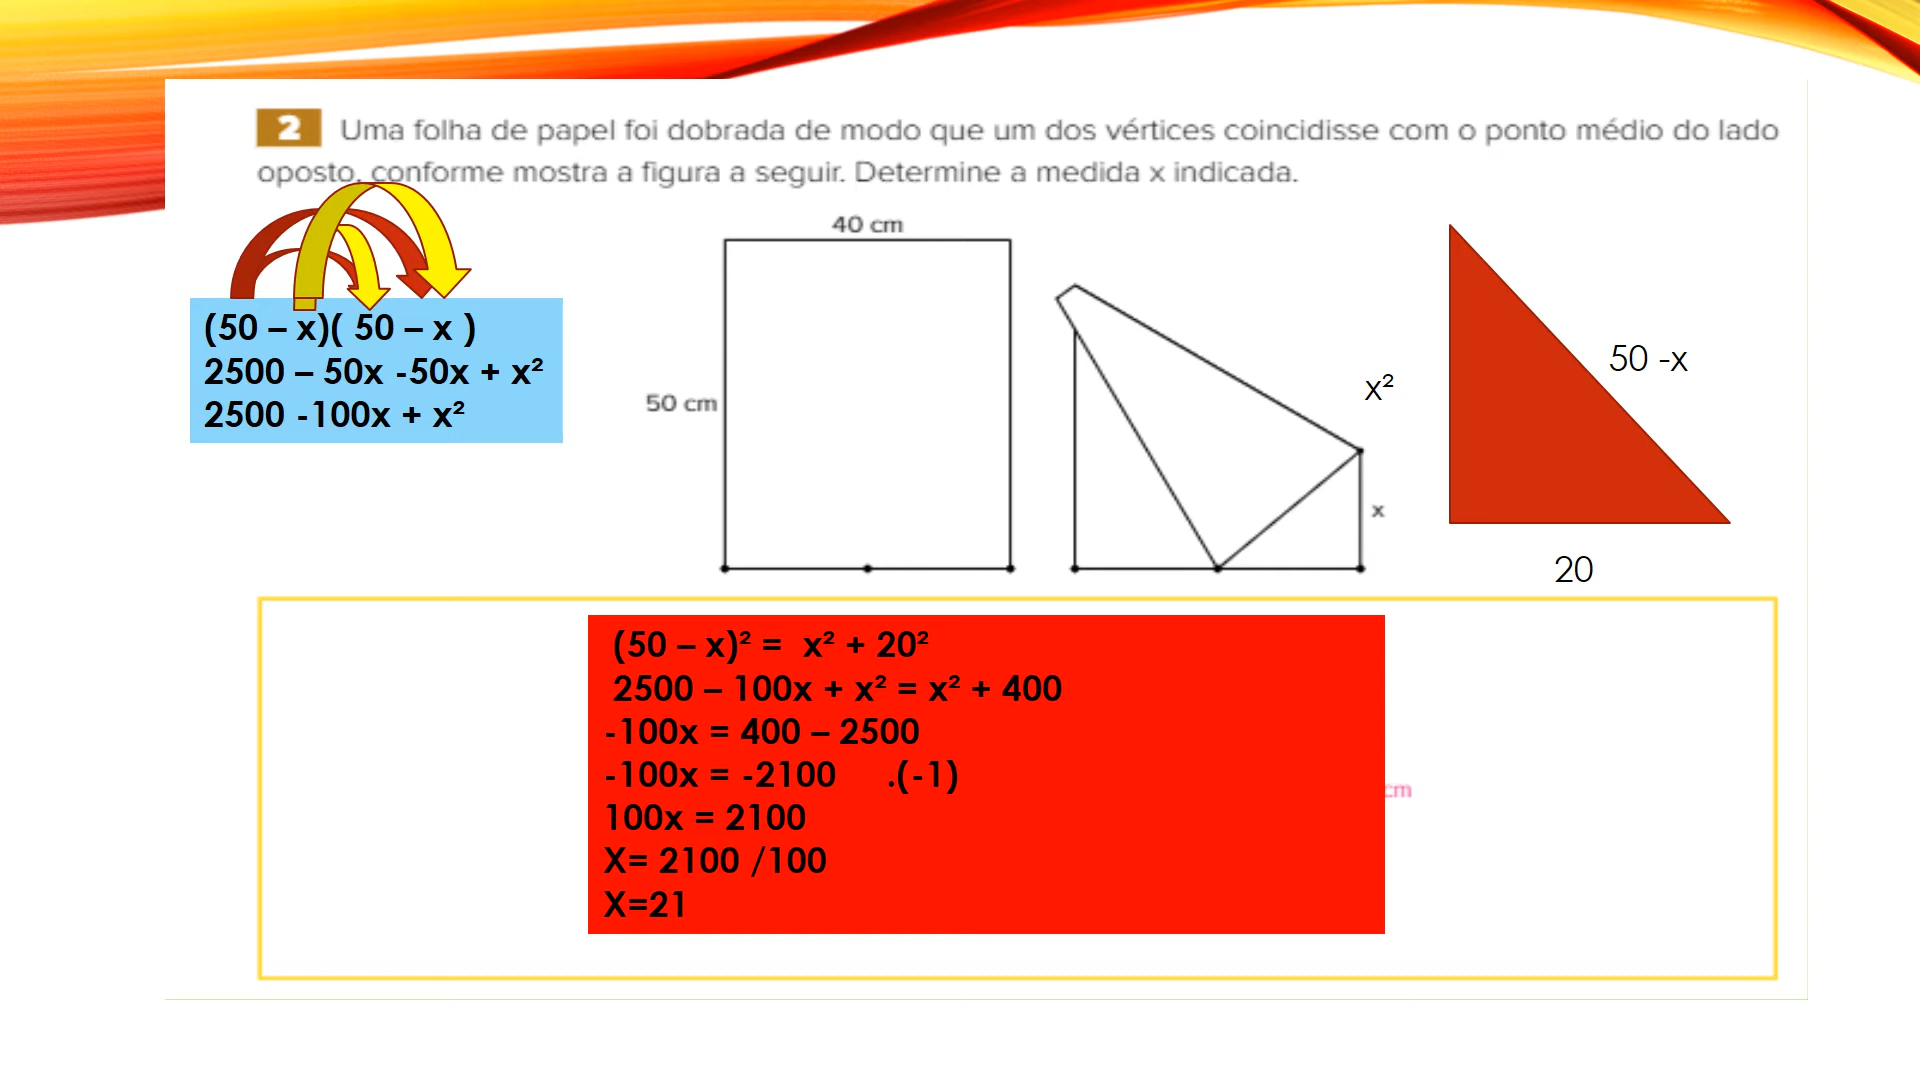 2 Uma folha de papel foi dobrada de modo que um dos vértices coincidisse com o ponto médio do lado
oposto, conforme mostra a figura a seguir. Determine a medida x indicada.
40 cm
(50 – x)( 50 – x )
2500 – 50x -50x + x²
2500 -100x + x²
50 cm
x
x²
50 -x
20
(50 – x)² = x² + 20²
2500 – 100x + x² = x² + 400
-100x = 400 – 2500
-100x = -2100 .(-1)
100x = 2100
X= 2100 /100
X=21
cm